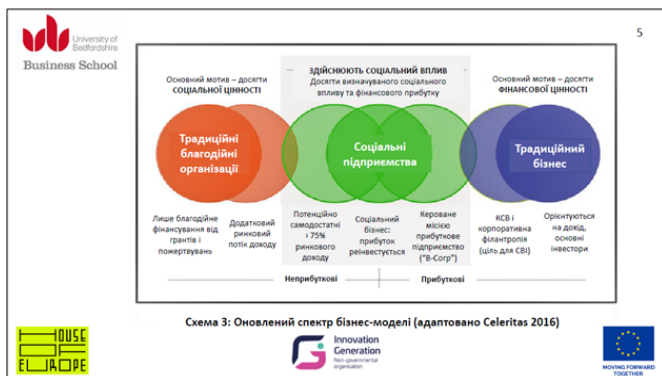 University of
Bedfordshire
Business School
5
Основний мотив – досягти
СОЦІАЛЬНОЇ ЦІННОСТІ
ЗДІЙСНЮЮТЬ СОЦІАЛЬНИЙ ВПЛИВ
Досягти визначуваного соціального
впливу та фінансового прибутку
Основний мотив – досягти
ФІНАНСОВОЇ ЦІННОСТІ
Традиційні
благодійні
організації
Соціальні
підприємства
Традиційний
бізнес
Лише благодійне
фінансування від
грантів і
пожертвувань
Додатковий
ринковий
потік доходу
Потенційно
самодостатні
› 75%
ринкового
доходу
Соціальний
бізнес:
прибуток
реінвестується
Кероване
місією
прибуткове
підприємство
("B-Corp")
КСВ і
корпоративна
філантропія
(ціль для СВІ)
Орієнтуються
на дохід,
основні
інвестори
Неприбуткові
Прибуткові
Схема 3: Оновлений спектр бізнес-моделі (адаптовано Celeritas 2016)
HOUSE
OF
EUROPE
Innovation
Generation
Non-governmental
organisation
MOVING FORWARD
TOGETHER